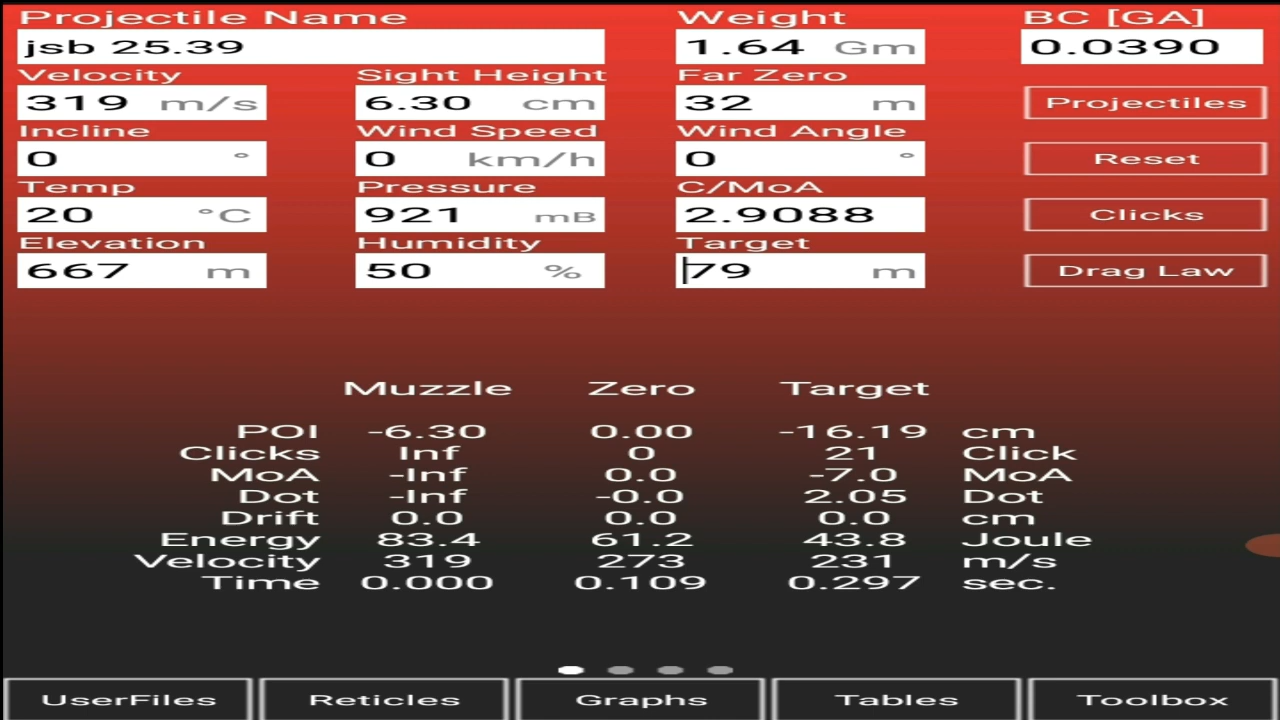 Projectile Name Weight BC [GA]
jsb 25.39 1.64 Gm 0.0390
Velocity Sight Height Far Zero
319 m/s 6.30 cm 32 m Projectiles
Incline Wind Speed Wind Angle
0 ° 0 km/h 0 ° Reset
Temp Pressure C/MoA
20 °C 921 mB 2.9088 Clicks
Elevation Humidity Target
667 m 50 % 79 m Drag Law
Muzzle Zero Target
POI -6.30 0.00 -16.19 cm
Clicks Inf 0 21 Click
MoA -Inf 0.0 -7.0 MoA
Dot -Inf -0.0 2.05 Dot
Drift 0.0 0.0 0.0 cm
Energy 83.4 61.2 43.8 Joule
Velocity 319 273 231 m/s
Time 0.000 0.109 0.297 sec.
UserFiles Reticles Graphs Tables Toolbox